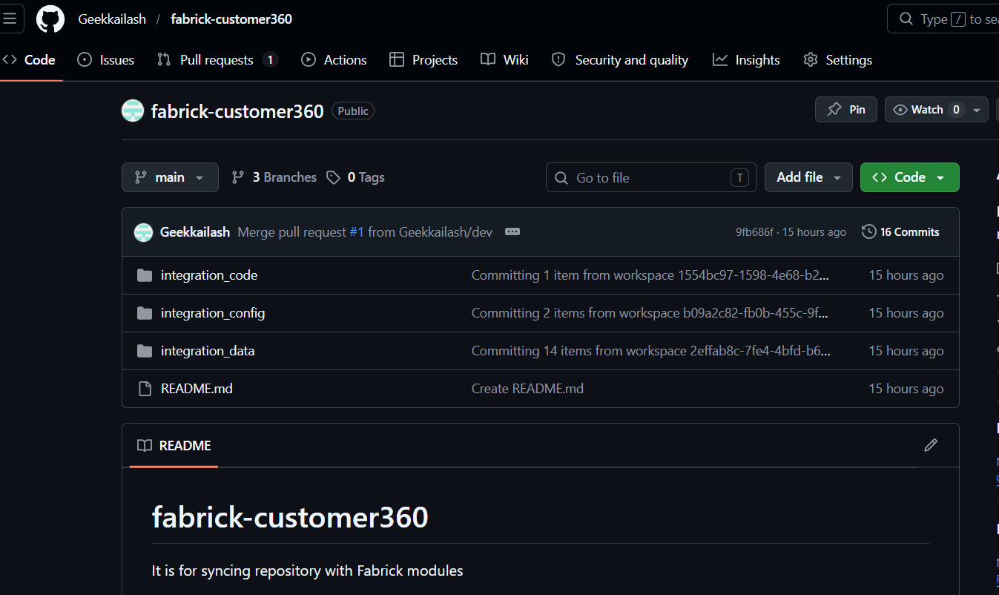 Geekkailash / fabrick-customer360
Type / to sea
Code Issues Pull requests 1 Actions Projects Wiki Security and quality Insights Settings
fabrick-customer360 Public
Pin Watch 0
main 3 Branches 0 Tags
Go to file T Add file Code
Geekkailash Merge pull request #1 from Geekkailash/dev 9fb686f · 15 hours ago 16 Commits
integration_code Committing 1 item from workspace 1554bc97-1598-4e68-b2... 15 hours ago
integration_config Committing 2 items from workspace b09a2c82-fb0b-455c-9f... 15 hours ago
integration_data Committing 14 items from workspace 2effab8c-7fe4-4bfd-b6... 15 hours ago
README.md Create README.md 15 hours ago
README
fabrick-customer360
It is for syncing repository with Fabrick modules